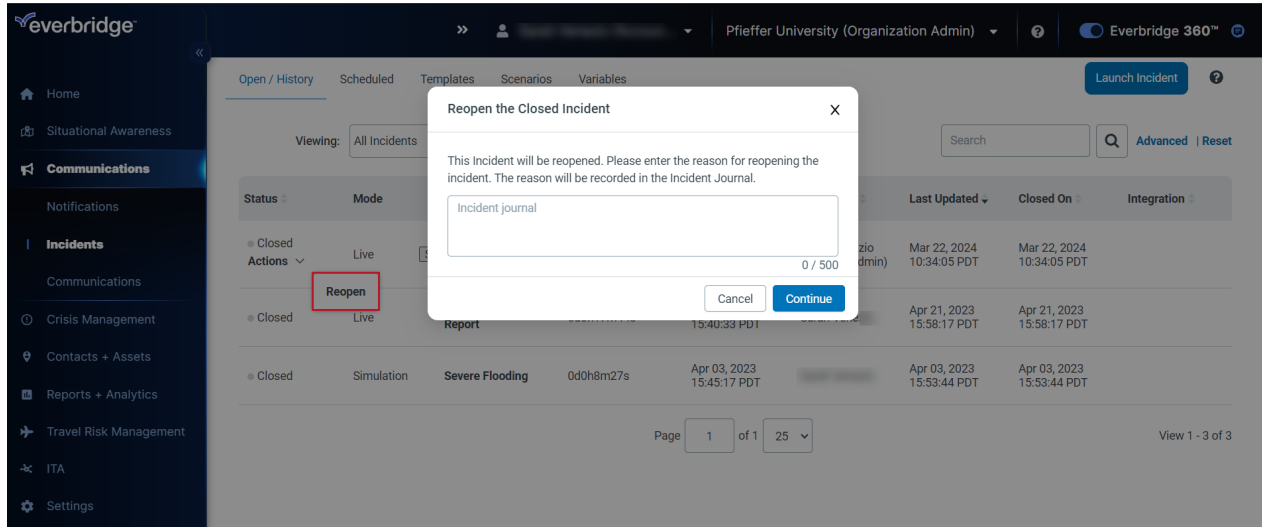 everbridge
Pfieffer University (Organization Admin)
Everbridge 360™
Home
Situational Awareness
Communications
Notifications
Incidents
Communications
Crisis Management
Contacts + Assets
Reports + Analytics
Travel Risk Management
ITA
Settings
Open / History Scheduled Templates Scenarios Variables
Launch Incident
Viewing: All Incidents
Search
Advanced | Reset
Reopen the Closed Incident X
This Incident will be reopened. Please enter the reason for reopening the
incident. The reason will be recorded in the Incident Journal.
Incident journal
0 / 500
Cancel Continue
Status Mode Last Updated Closed On Integration
Closed
Actions
Live
zio
dmin)
Mar 22, 2024
10:34:05 PDT
Mar 22, 2024
10:34:05 PDT
Reopen
Closed Live
Report
15:40:33 PDT
Apr 21, 2023
15:58:17 PDT
Apr 21, 2023
15:58:17 PDT
Closed Simulation Severe Flooding 0d0h8m27s
Apr 03, 2023
15:45:17 PDT
Apr 03, 2023
15:53:44 PDT
Apr 03, 2023
15:53:44 PDT
Page 1 of 1 25
View 1 - 3 of 3